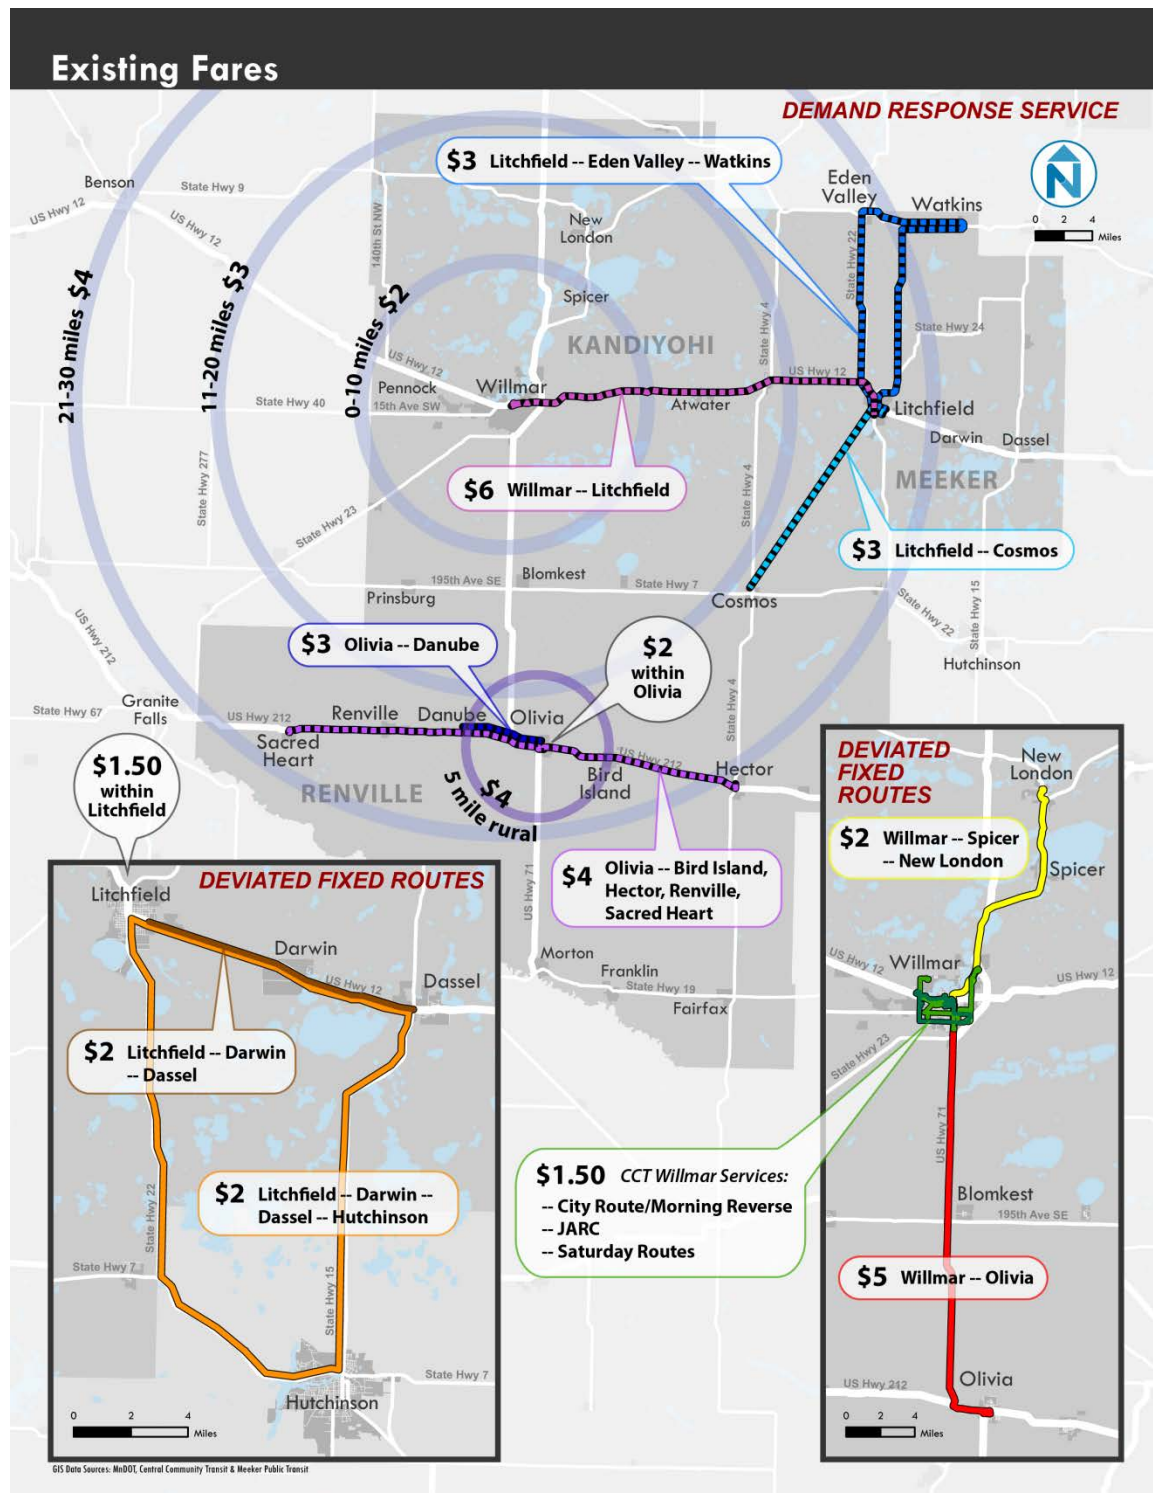 Existing Fares
DEMAND RESPONSE SERVICE
$3 Litchfield -- Eden Valley -- Watkins
Eden
Valley
Watkins
N
0 2 4
Miles
Benson
State Hwy 9
US Hwy 12
US Hwy 12
140th St NW
New
London
State Hwy 22
21-30 miles $4
11-20 miles $3
0-10 miles $2
Spicer
KANDIYOHI
State Hwy 4
State Hwy 24
US Hwy 12
US Hwy 12
Pennock
Willmar
State Hwy 40
15th Ave SW
Atwater
Litchfield
Darwin
Dassel
MEEKER
State Hwy 277
State Hwy 23
State Hwy 4
$6 Willmar -- Litchfield
$3 Litchfield -- Cosmos
195th Ave SE
Blomkest
State Hwy 7
Prinsburg
Cosmos
State Hwy 22
State Hwy 15
US Hwy 212
$3 Olivia -- Danube
$2
within
Olivia
Hutchinson
State Hwy 4
State Hwy 67
Granite
Falls
US Hwy 212
Renville
Danube
Olivia
Sacred
Heart
US Hwy 212
Bird
Island
Hector
RENVILLE
$4
5 mile rural
$1.50
within
Litchfield
$4 Olivia -- Bird Island,
Hector, Renville,
Sacred Heart
US Hwy 71
Morton
Franklin
State Hwy 19
Fairfax
DEVIATED FIXED ROUTES
Litchfield
Darwin
US Hwy 12
Dassel
$2 Litchfield -- Darwin
-- Dassel
$2 Litchfield -- Darwin --
Dassel -- Hutchinson
State Hwy 22
State Hwy 7
State Hwy 15
State Hwy 7
Hutchinson
0 2 4
Miles
$1.50 CCT Willmar Services:
-- City Route/Morning Reverse
-- JARC
-- Saturday Routes
DEVIATED
FIXED
ROUTES
New
London
$2 Willmar -- Spicer
-- New London
Spicer
US Hwy 12
Willmar
US Hwy 12
State Hwy 23
US Hwy 71
Blomkest
195th Ave SE
$5 Willmar -- Olivia
US Hwy 212
Olivia
0 2 4
Miles
GIS Data Sources: MnDOT, Central Community Transit & Meeker Public Transit